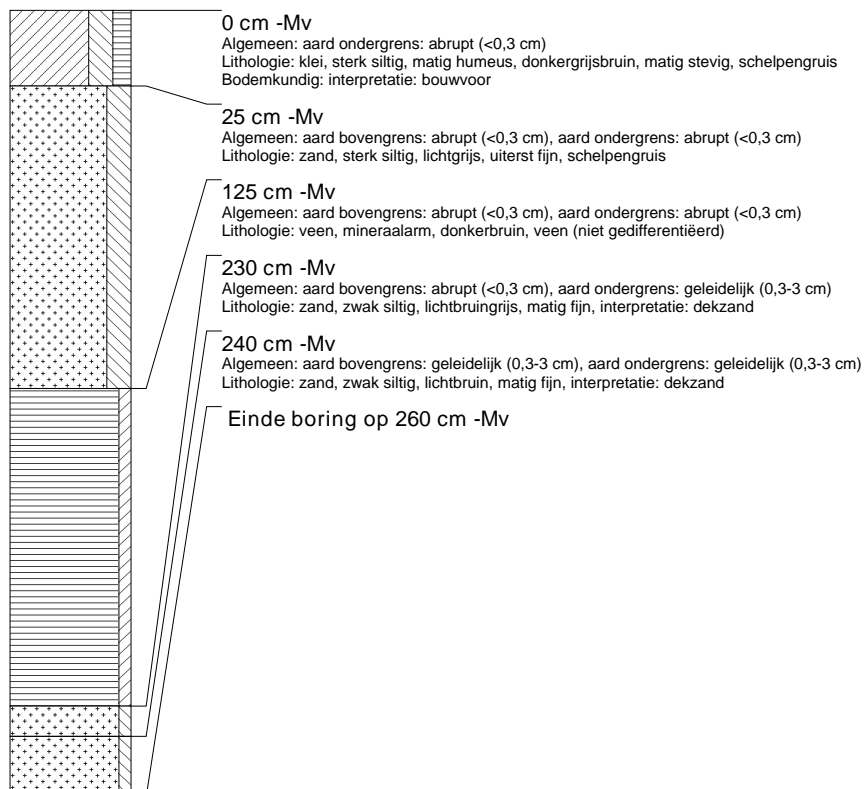 0 cm -Mv
Algemeen: aard ondergrens: abrupt (<0,3 cm)
Lithologie: klei, sterk siltig, matig humeus, donkergrijsbruin, matig stevig, schelpengruis
Bodemkundig: interpretatie: bouwvoor
25 cm -Mv
Algemeen: aard bovengrens: abrupt (<0,3 cm), aard ondergrens: abrupt (<0,3 cm)
Lithologie: zand, sterk siltig, lichtgrijs, uiterst fijn, schelpengruis
125 cm -Mv
Algemeen: aard bovengrens: abrupt (<0,3 cm), aard ondergrens: abrupt (<0,3 cm)
Lithologie: veen, mineraalarm, donkerbruin, veen (niet gedifferentiëerd)
230 cm -Mv
Algemeen: aard bovengrens: abrupt (<0,3 cm), aard ondergrens: geleidelijk (0,3-3 cm)
Lithologie: zand, zwak siltig, lichtbruingrijs, matig fijn, interpretatie: dekzand
240 cm -Mv
Algemeen: aard bovengrens: geleidelijk (0,3-3 cm), aard ondergrens: geleidelijk (0,3-3 cm)
Lithologie: zand, zwak siltig, lichtbruin, matig fijn, interpretatie: dekzand
Einde boring op 260 cm -Mv